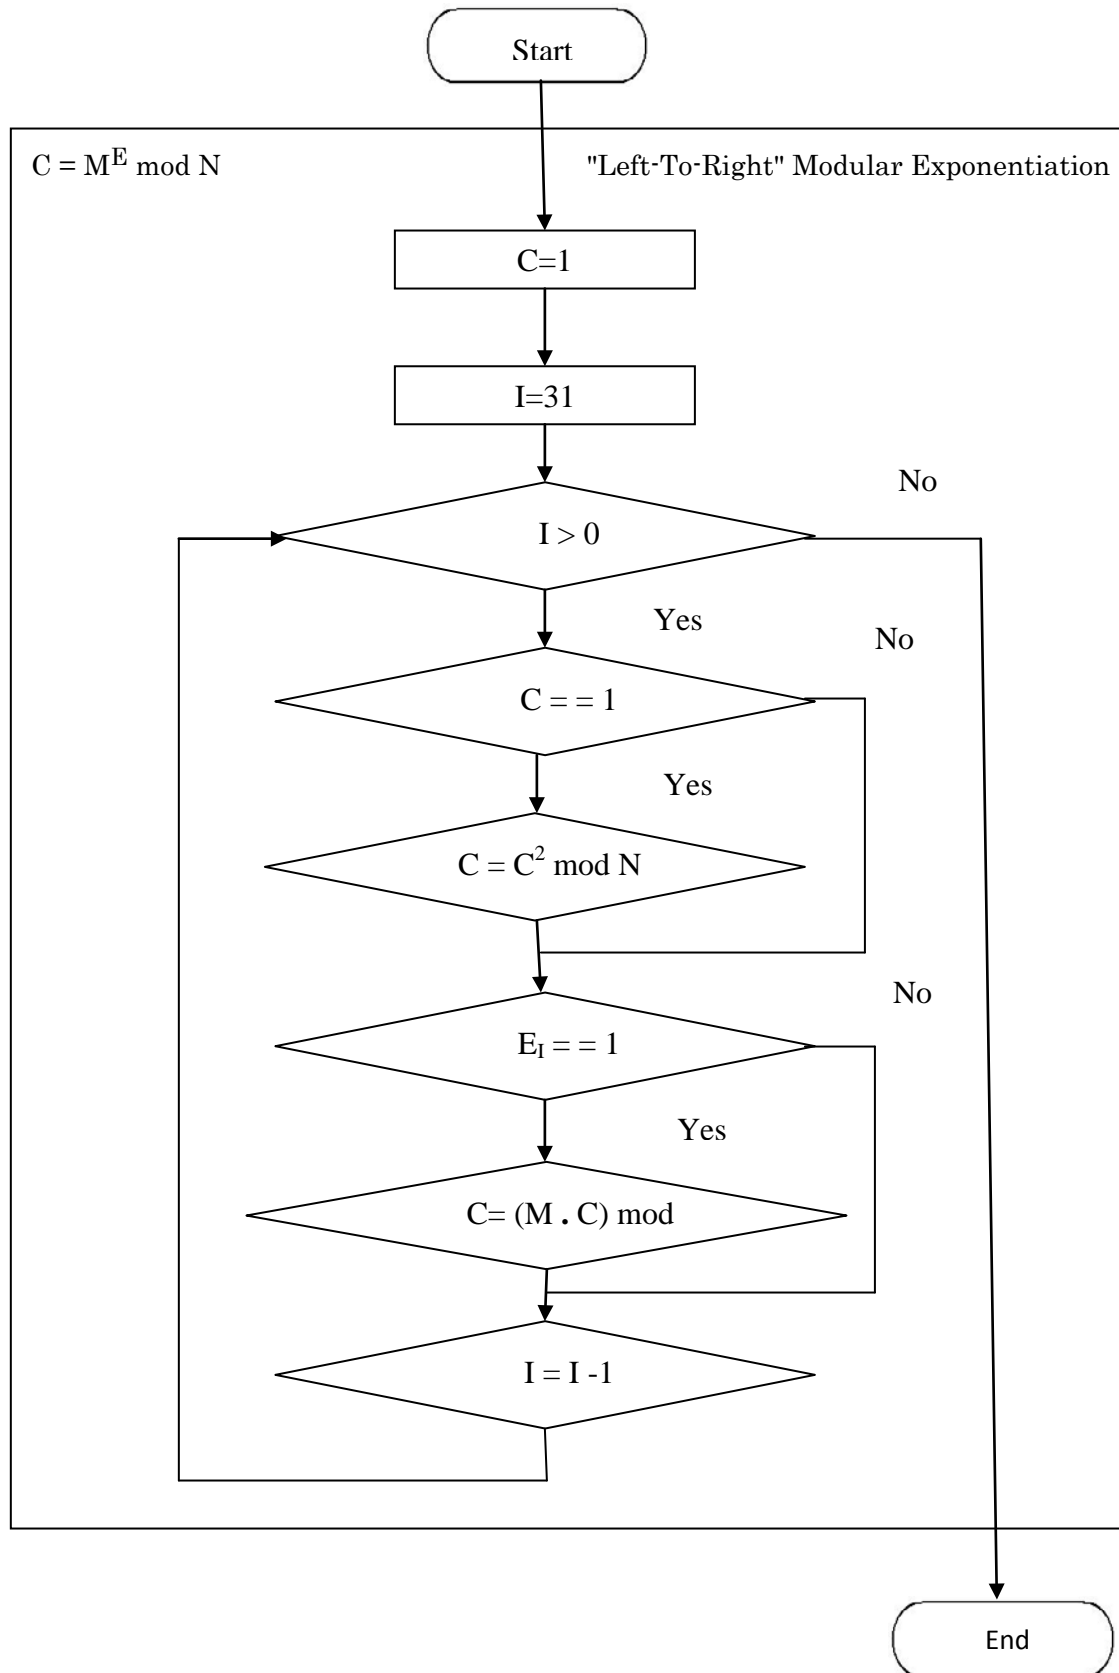 Start
C = M^E mod N
"Left-To-Right" Modular Exponentiation
C=1
I=31
No
I > 0
Yes
No
C = = 1
Yes
C = C² mod N
No
E_I = = 1
Yes
C= (M . C) mod
I = I -1
End